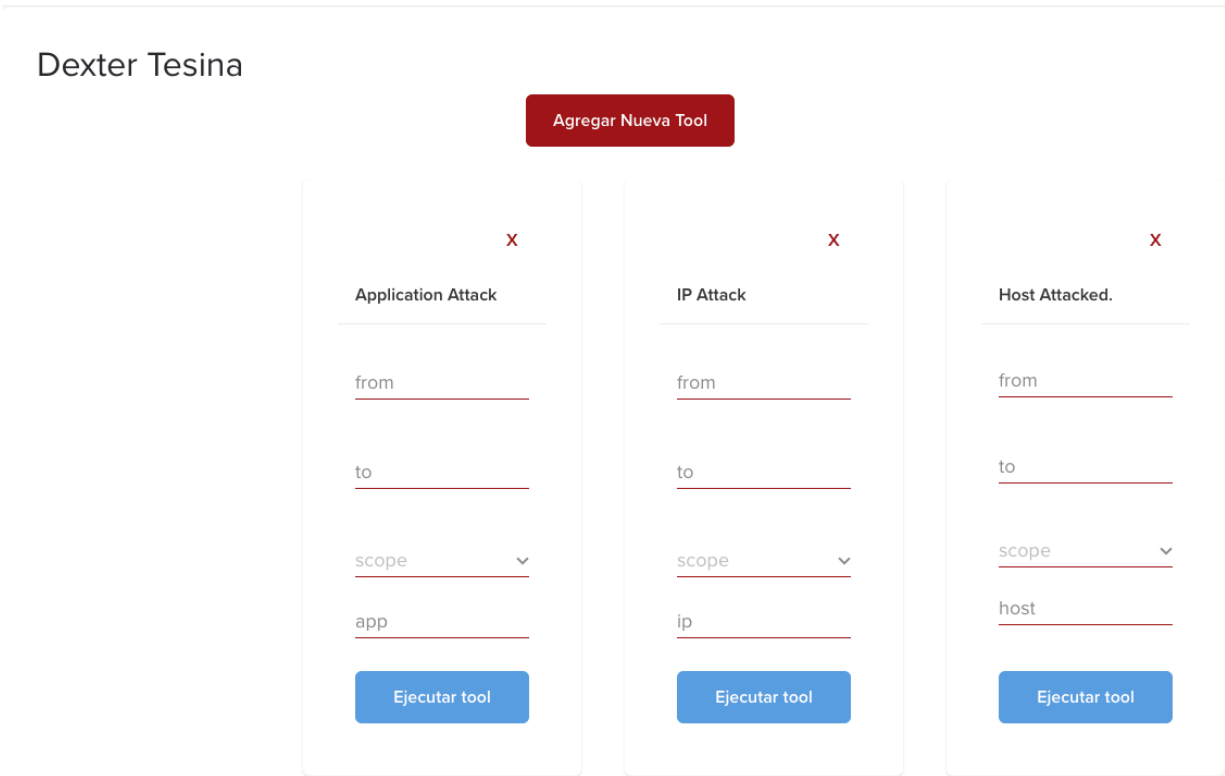 Dexter Tesina
Agregar Nueva Tool
X
Application Attack
from
to
scope
app
Ejecutar tool
X
IP Attack
from
to
scope
ip
Ejecutar tool
X
Host Attacked.
from
to
scope
host
Ejecutar tool